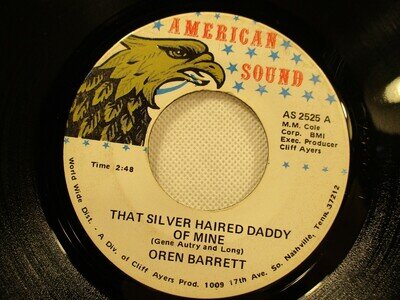 AMERICAN
SOUND
AS 2525 A
M.M. Cole
Corp. BMI
Exec. Producer
Cliff Ayers
Time 2:48
THAT SILVER HAIRED DADDY
OF MINE
(Gene Autry and Long)
OREN BARRETT
World Wide Dist. - A Div. of Cliff Ayers Prod. 1009 17th Ave. So. Nashville, Tenn. 37212